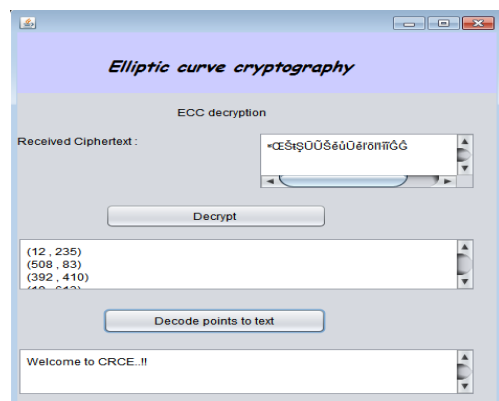 Elliptic curve cryptography
ECC decryption
Received Ciphertext :
Decrypt
(12 , 235)
(508 , 83)
(392 , 410)
Decode points to text
Welcome to CRCE..!!